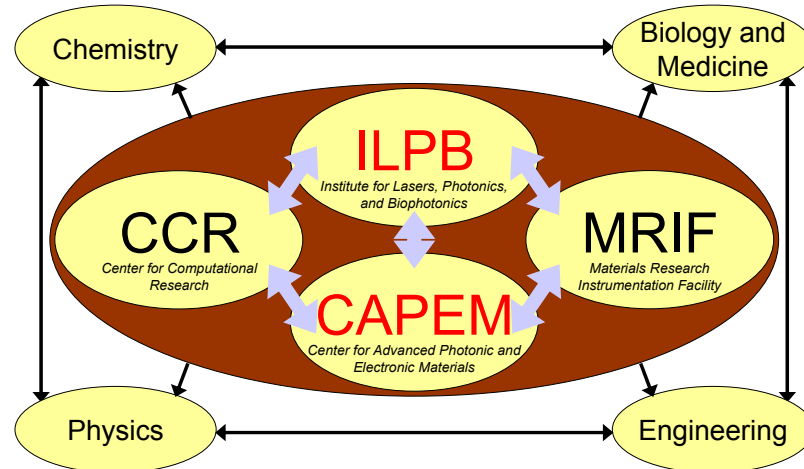 Chemistry
Biology and
Medicine
ILPB
Institute for Lasers, Photonics,
and Biophotonics
CCR
Center for Computational
Research
MRIF
Materials Research
Instrumentation Facility
CAPEM
Center for Advanced Photonic and
Electronic Materials
Physics
Engineering